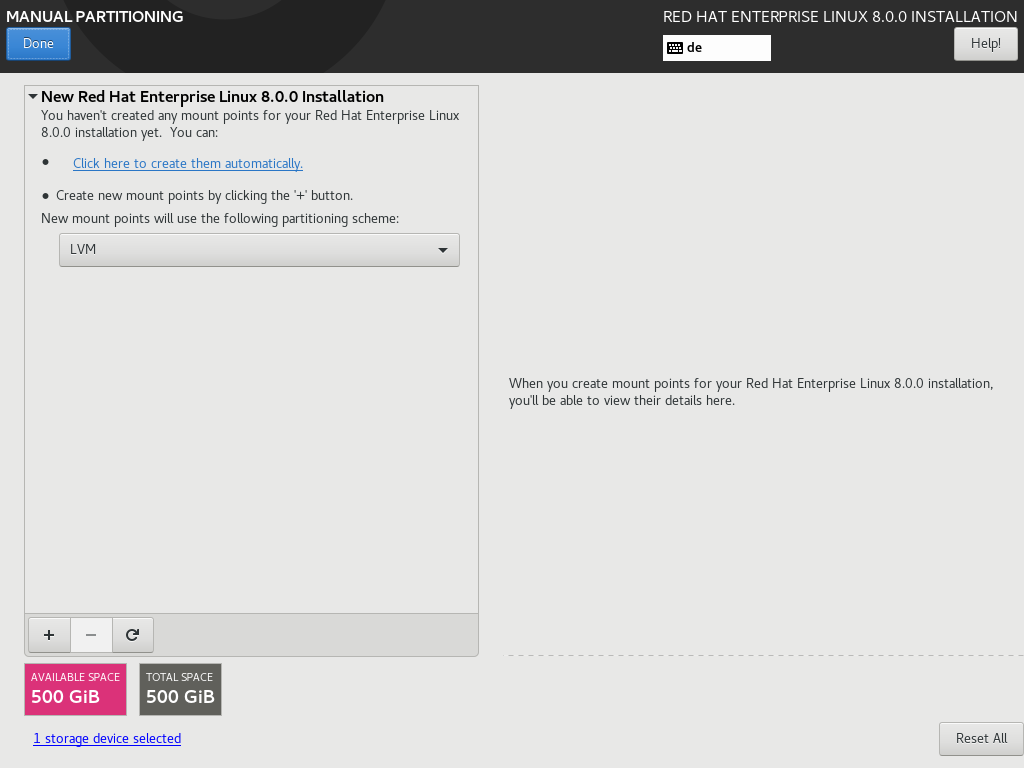 MANUAL PARTITIONING
RED HAT ENTERPRISE LINUX 8.0.0 INSTALLATION
Done
de
Help!
New Red Hat Enterprise Linux 8.0.0 Installation
You haven't created any mount points for your Red Hat Enterprise Linux
8.0.0 installation yet. You can:
• Click here to create them automatically.
• Create new mount points by clicking the '+' button.
New mount points will use the following partitioning scheme:
LVM
When you create mount points for your Red Hat Enterprise Linux 8.0.0 installation,
you'll be able to view their details here.
AVAILABLE SPACE
500 GiB
TOTAL SPACE
500 GiB
1 storage device selected
Reset All